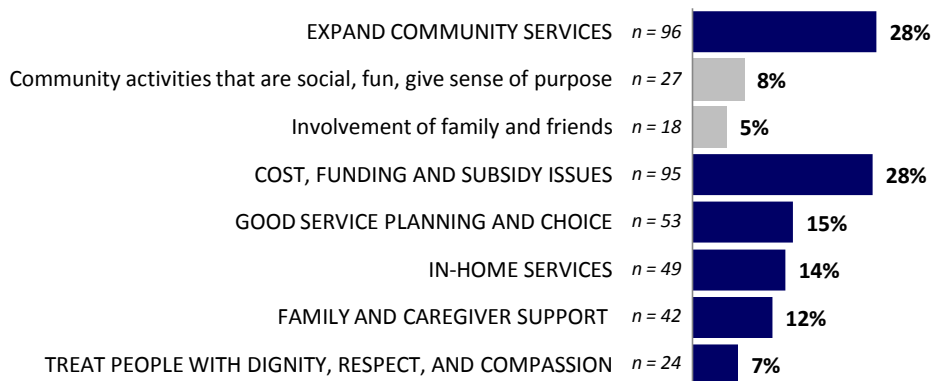 EXPAND COMMUNITY SERVICES n = 96 28%
Community activities that are social, fun, give sense of purpose n = 27 8%
Involvement of family and friends n = 18 5%
COST, FUNDING AND SUBSIDY ISSUES n = 95 28%
GOOD SERVICE PLANNING AND CHOICE n = 53 15%
IN-HOME SERVICES n = 49 14%
FAMILY AND CAREGIVER SUPPORT n = 42 12%
TREAT PEOPLE WITH DIGNITY, RESPECT, AND COMPASSION n = 24 7%